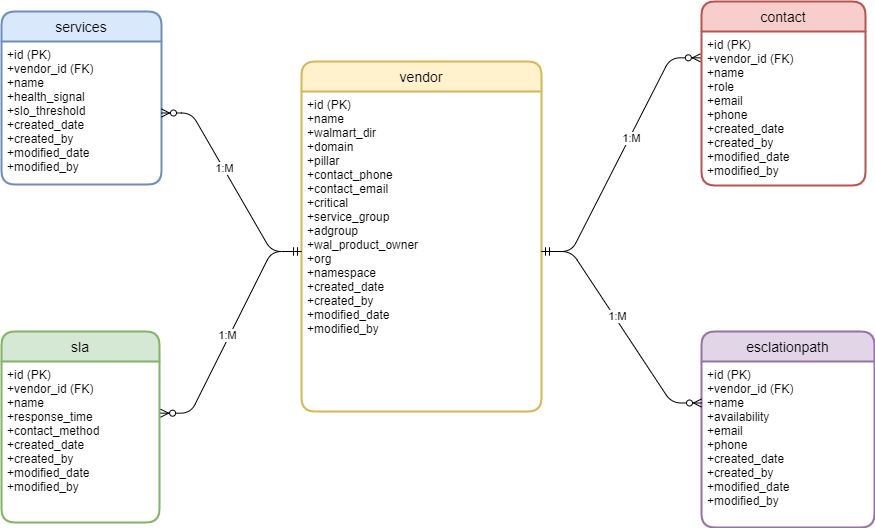 services
+id (PK)
+vendor_id (FK)
+name
+health_signal
+slo_threshold
+created_date
+created_by
+modified_date
+modified_by
vendor
+id (PK)
+name
+walmart_dir
+domain
+pillar
+contact_phone
+contact_email
+critical
+service_group
+adgroup
+wal_product_owner
+org
+namespace
+created_date
+created_by
+modified_date
+modified_by
contact
+id (PK)
+vendor_id (FK)
+name
+role
+email
+phone
+created_date
+created_by
+modified_date
+modified_by
1:M
1:M
1:M
1:M
sla
+id (PK)
+vendor_id (FK)
+name
+response_time
+contact_method
+created_date
+created_by
+modified_date
+modified_by
esclationpath
+id (PK)
+vendor_id (FK)
+name
+availability
+email
+phone
+created_date
+created_by
+modified_date
+modified_by